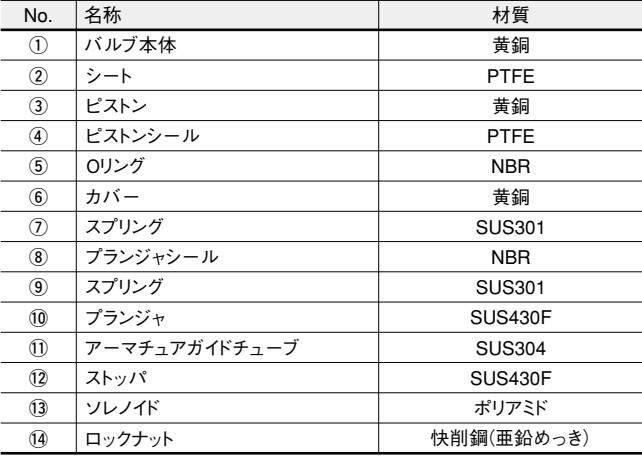 No. 名称 材質
① バルブ本体 黄銅
② シート PTFE
③ ピストン 黄銅
④ ピストンシール PTFE
⑤ Oリング NBR
⑥ カバー 黄銅
⑦ スプリング SUS301
⑧ プランジャシール NBR
⑨ スプリング SUS301
⑩ プランジャ SUS430F
⑪ アーマチュアガイドチューブ SUS304
⑫ ストッパ SUS430F
⑬ ソレノイド ポリアミド
⑭ ロックナット 快削鋼(亜鉛めっき)